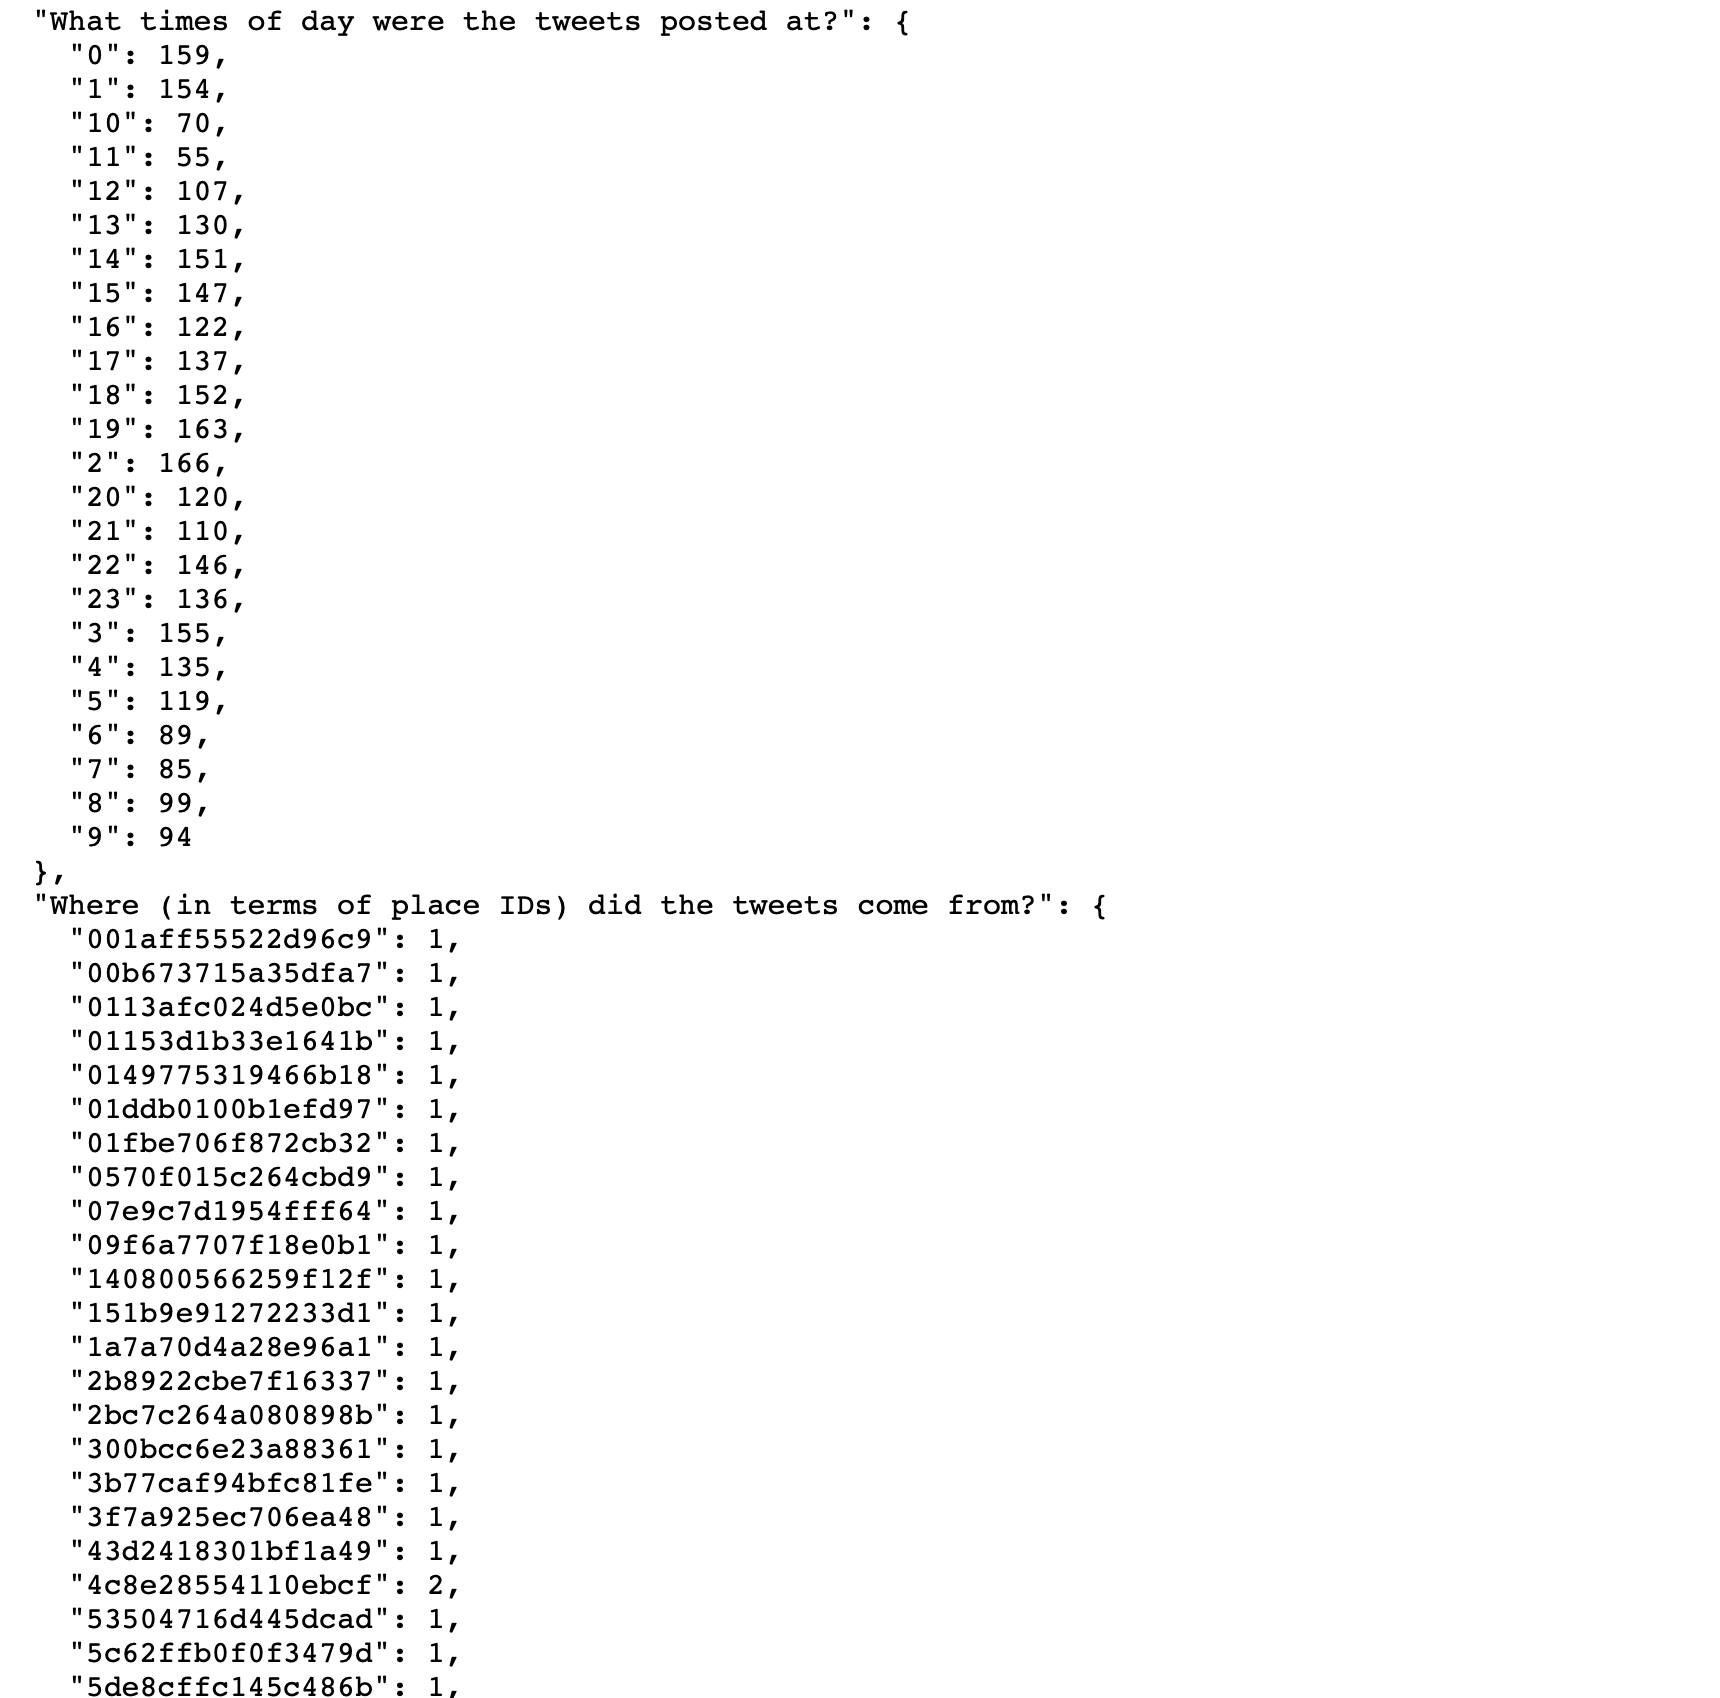 "What times of day were the tweets posted at?": {
"0": 159,
"1": 154,
"10": 70,
"11": 55,
"12": 107,
"13": 130,
"14": 151,
"15": 147,
"16": 122,
"17": 137,
"18": 152,
"19": 163,
"2": 166,
"20": 120,
"21": 110,
"22": 146,
"23": 136,
"3": 155,
"4": 135,
"5": 119,
"6": 89,
"7": 85,
"8": 99,
"9": 94
},
"Where (in terms of place IDs) did the tweets come from?": {
"001aff55522d96c9": 1,
"00b673715a35dfa7": 1,
"0113afc024d5e0bc": 1,
"01153d1b33e1641b": 1,
"0149775319466b18": 1,
"01ddb0100b1efd97": 1,
"01fbe706f872cb32": 1,
"0570f015c264cbd9": 1,
"07e9c7d1954fff64": 1,
"09f6a7707f18e0b1": 1,
"140800566259f12f": 1,
"151b9e91272233d1": 1,
"1a7a70d4a28e96a1": 1,
"2b8922cbe7f16337": 1,
"2bc7c264a080898b": 1,
"300bcc6e23a88361": 1,
"3b77caf94bfc81fe": 1,
"3f7a925ec706ea48": 1,
"43d2418301bf1a49": 1,
"4c8e28554110ebcf": 2,
"53504716d445dcad": 1,
"5c62ffb0f0f3479d": 1,
"5de8cffc145c486b": 1,